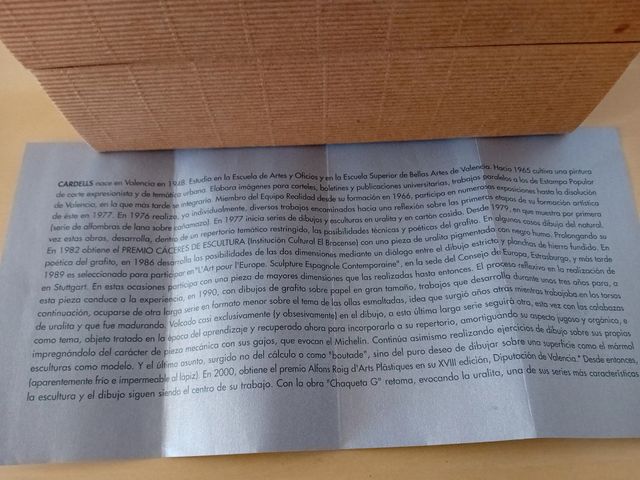 CARDELLS nace en Valencia en 1948. Estudia en la Escuela de Artes y Oficios y en la Escuela Superior de Bellas Artes de Valencia. Hacia 1965 cultiva una pintura
de corte expresionista y de temática urbana. Elabora imágenes para carteles, boletines y publicaciones universitarias, trabajos paralelos a los de Estampa Popular
de Valencia, en la que más tarde se integraría. Miembro del Equipo Realidad desde su formación en 1966, participa en numerosas exposiciones hasta la disolución
de éste en 1977. En 1976 realiza, ya individualmente, diversos trabajos encaminados hacia una reflexión sobre las primeras etapas de su formación artística
(serie de alfombras de lana sobre cañamazo). En 1977 inicia series de dibujos y esculturas en uralita y en cartón cosido. Desde 1979, en que muestra por primera
vez estas obras, desarrolla, dentro de un repertorio temático restringido, las posibilidades técnicas y poéticas del grafito. En algunos casos dibujo del natural.
En 1982 obtiene el PREMIO CÁCERES DE ESCULTURA (Institución Cultural El Brocense) con una pieza de uralita pigmentada con negro humo. Prolongando su
poética del grafito, en 1986 desarrolla las posibilidades de las dos dimensiones mediante un diálogo entre el dibujo estricto y planchas de hierro fundido. En
1989 es seleccionado para participar en "L'Art pour l'Europe. Sculpture Espagnole Contemporaine", en la sede del Consejo de Europa, Estrasburgo, y más tarde
en Stuttgart. En estas ocasiones participa con una pieza de mayores dimensiones que las realizadas hasta entonces. El proceso reflexivo en la realización de
esta pieza conduce a la experiencia, en 1990, con dibujos de grafito sobre papel en gran tamaño, trabajos que desarrolla durante unos tres años para, a
continuación, ocuparse de otra larga serie en formato menor sobre el tema de las ollas esmaltadas, idea que surgió años atrás mientras trabajaba en los torsos
de uralita y que fue madurando. Volcado casi exclusivamente (y obsesivamente) en el dibujo, a esta última larga serie seguirá otra, esta vez con las calabazas
como tema, objeto tratado en la época del aprendizaje y recuperado ahora para incorporarlo a su repertorio, amortiguando su aspecto jugoso y orgánico, e
impregnándolo del carácter de pieza mecánica con sus gajos, que evocan el Michelin. Continúa asimismo realizando ejercicios de dibujo sobre sus propias
esculturas como modelo. Y el último asunto, surgido no del cálculo o como "boutade", sino del puro deseo de dibujar sobre una superficie como el mármol
(aparentemente frío e impermeable al lápiz). En 2000, obtiene el premio Alfons Roig d'Arts Plàstiques en su XVIII edición, Diputación de Valencia." Desde entonces,
la escultura y el dibujo siguen siendo el centro de su trabajo. Con la obra "Chaqueta G" retoma, evocando la uralita, una de sus series más características